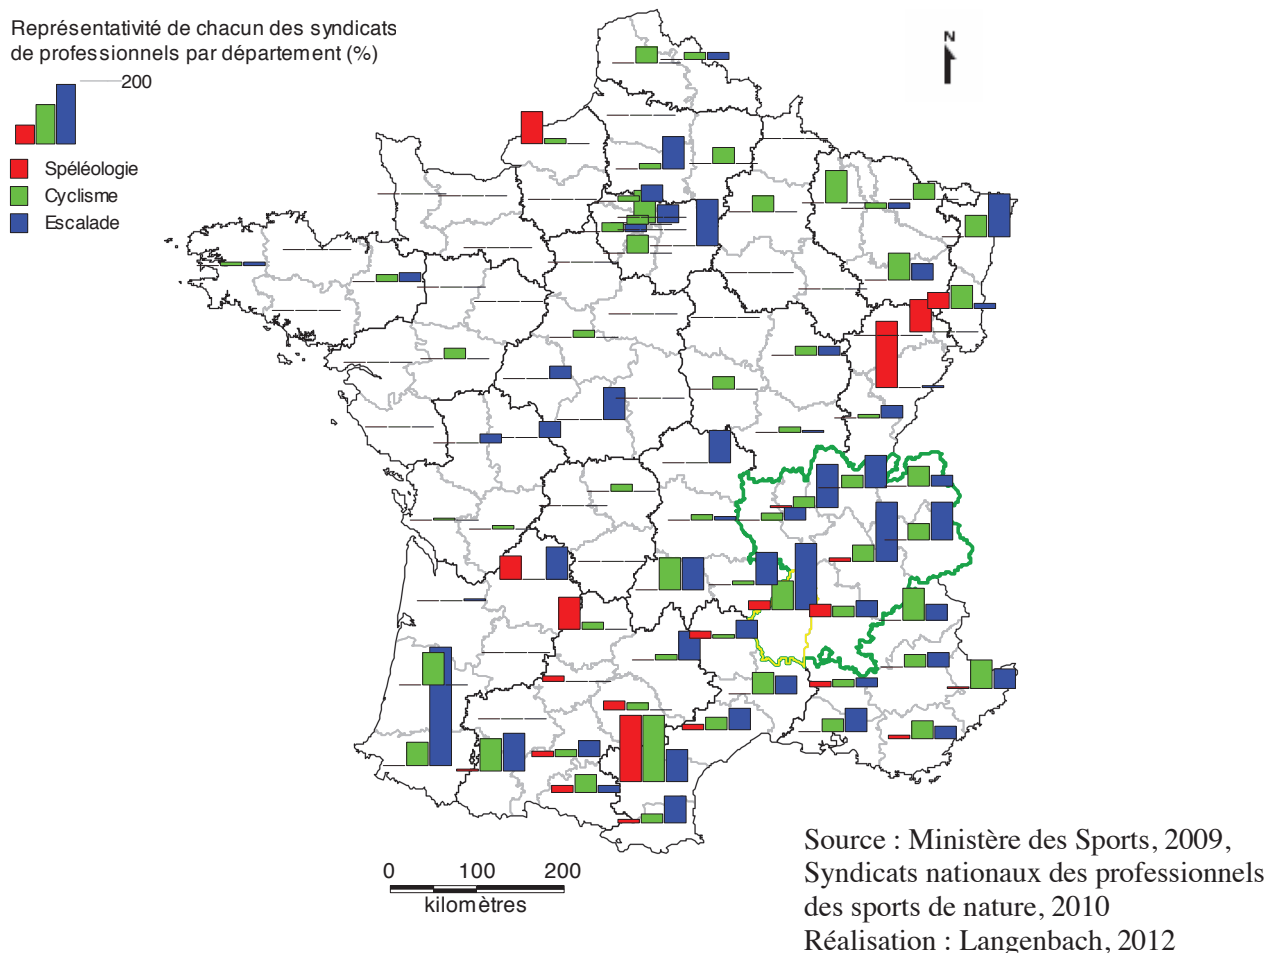 Représentativité de chacun des syndicats
de professionnels par département (%)
200
Spéléologie
Cyclisme
Escalade
N
0 100 200
kilomètres
Source : Ministère des Sports, 2009,
Syndicats nationaux des professionnels
des sports de nature, 2010
Réalisation : Langenbach, 2012